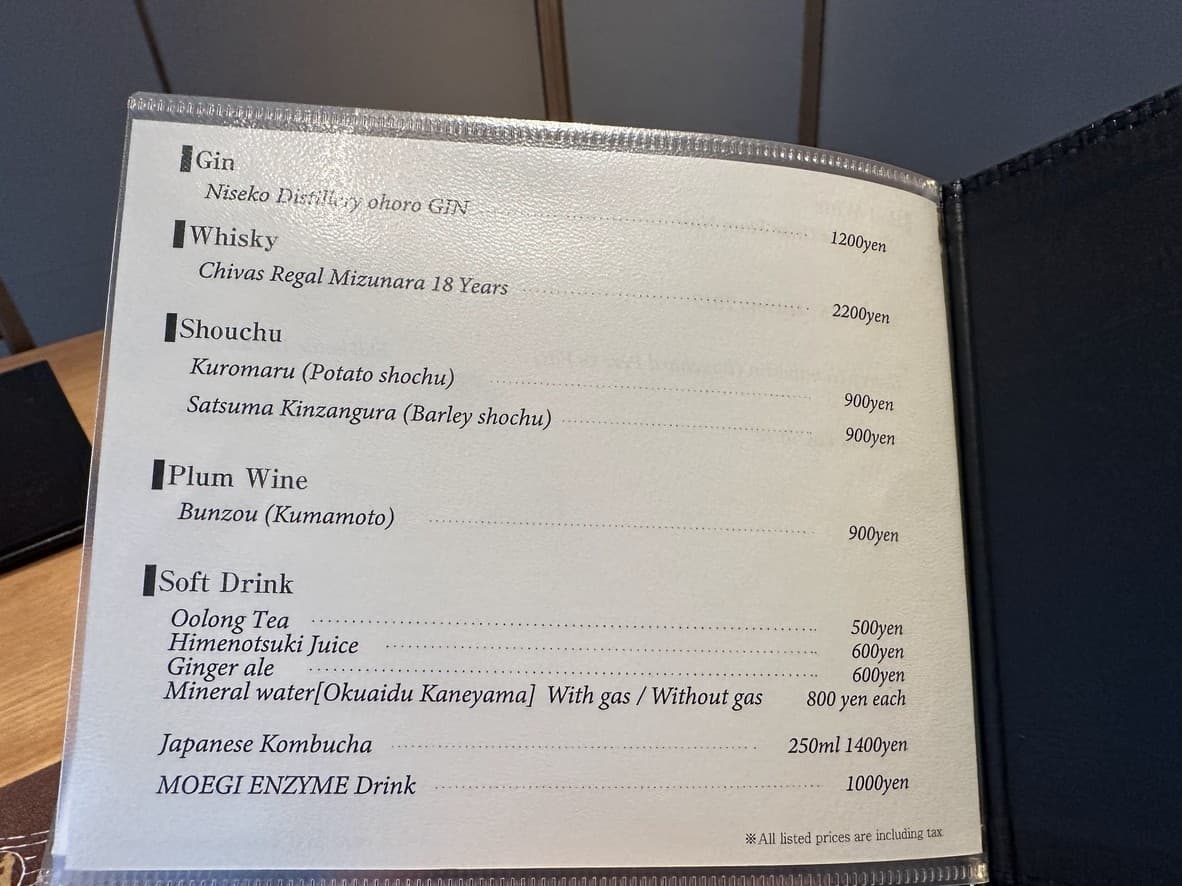 Gin
Niseko Distillery ohoro GIN ........ 1200yen
Whisky
Chivas Regal Mizunara 18 Years ........ 2200yen
Shouchu
Kuromaru (Potato shochu) ........ 900yen
Satsuma Kinzangura (Barley shochu) ........ 900yen
Plum Wine
Bunzou (Kumamoto) ........ 900yen
Soft Drink
Oolong Tea ........ 500yen
Himenotsuki Juice ........ 600yen
Ginger ale ........ 600yen
Mineral water[Okuaidu Kaneyama] With gas / Without gas 800 yen each
Japanese Kombucha ........ 250ml 1400yen
MOEGI ENZYME Drink ........ 1000yen
※All listed prices are including tax